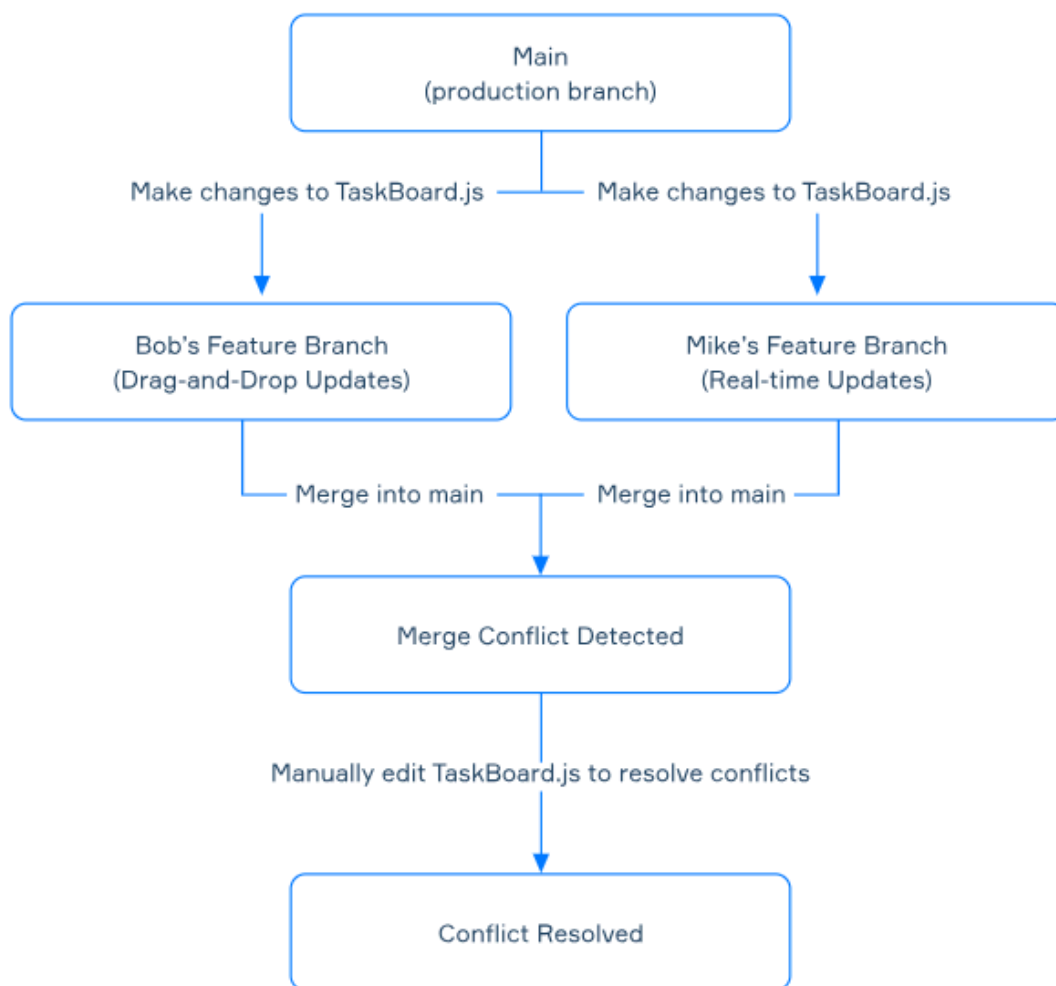 Main
(production branch)
Make changes to TaskBoard.js
Make changes to TaskBoard.js
Bob’s Feature Branch
(Drag-and-Drop Updates)
Mike’s Feature Branch
(Real-time Updates)
Merge into main
Merge into main
Merge Conflict Detected
Manually edit TaskBoard.js to resolve conflicts
Conflict Resolved